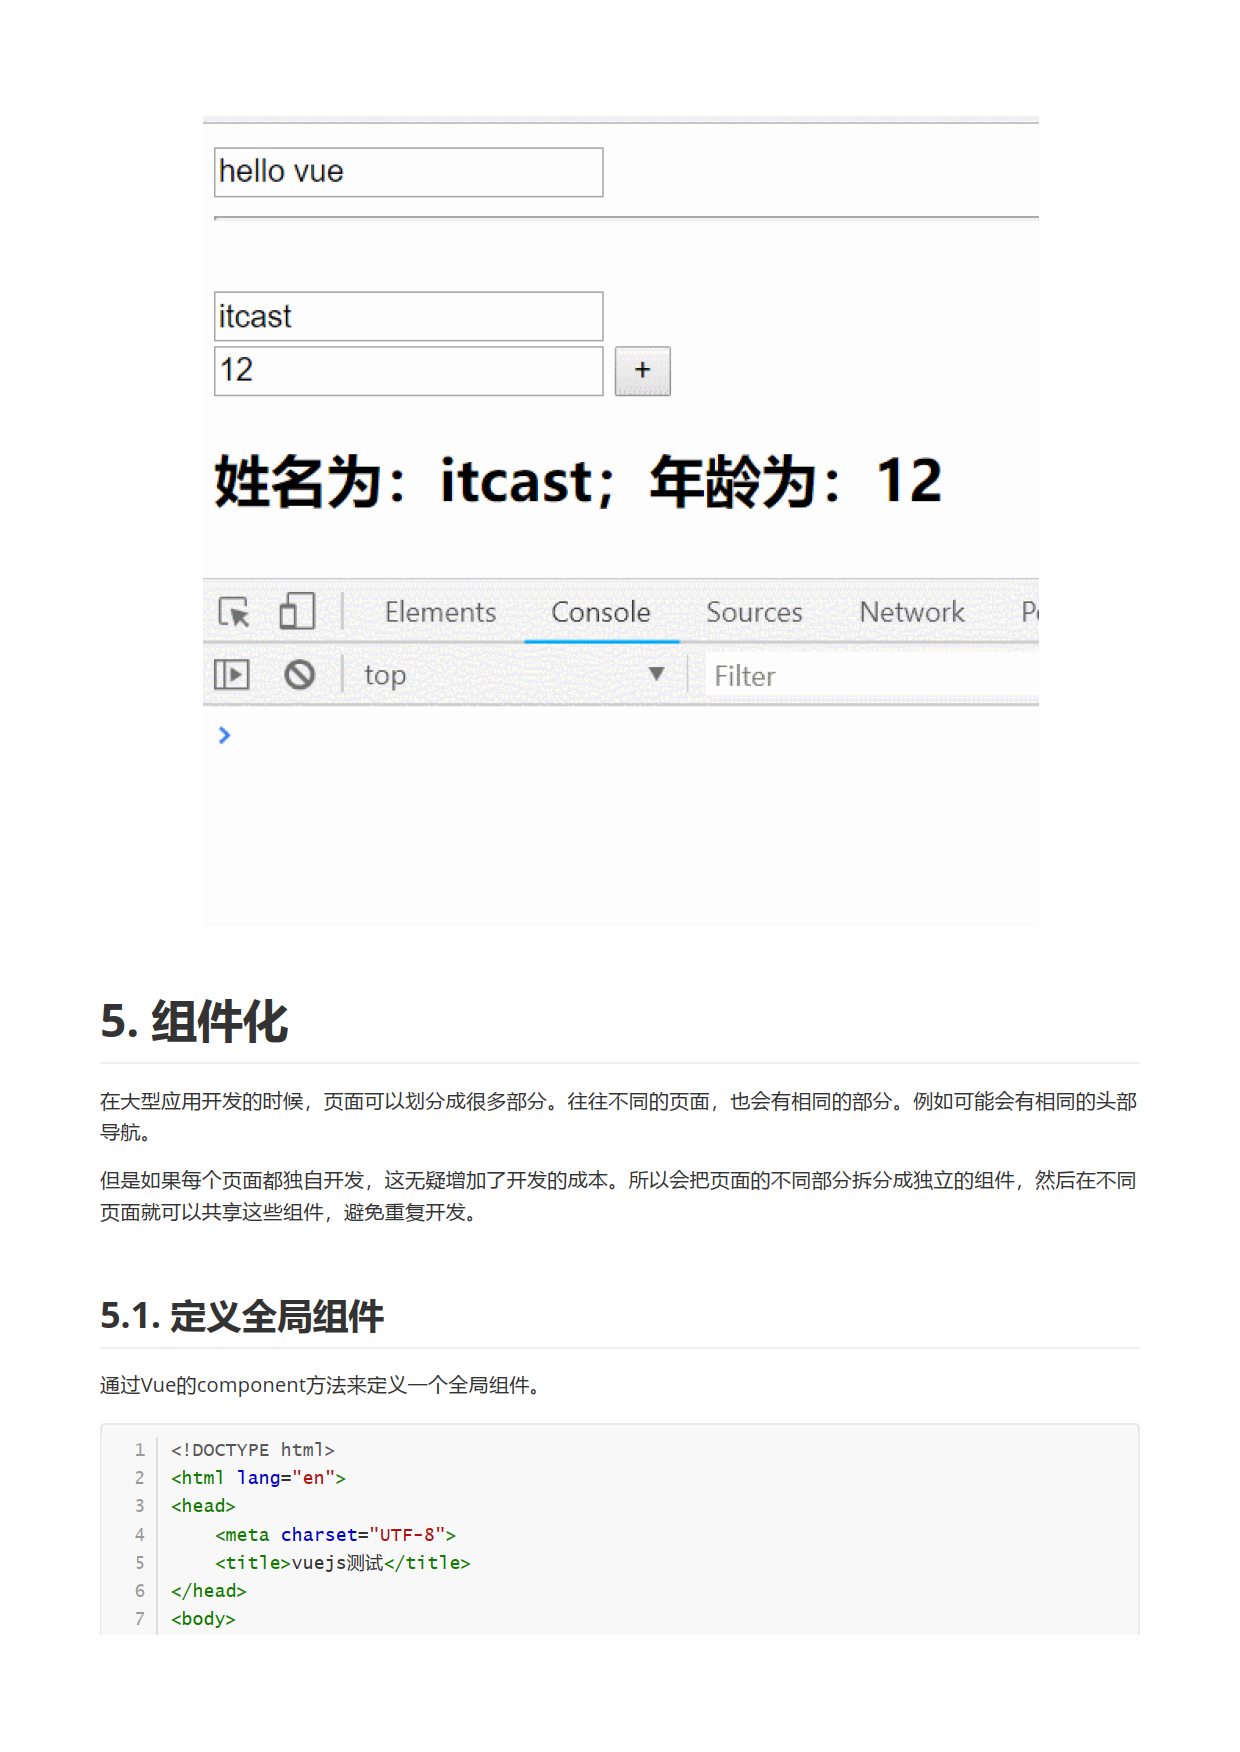 hello vue
itcast
12
+
姓名为：itcast；年龄为：12
Elements Console Sources Network
top ▼ Filter
5. 组件化
在大型应用开发的时候，页面可以划分成很多部分。往往不同的页面，也会有相同的部分。例如可能会有相同的头部
导航。
但是如果每个页面都独自开发，这无疑增加了开发的成本。所以会把页面的不同部分拆分成独立的组件，然后在不同
页面就可以共享这些组件，避免重复开发。
5.1. 定义全局组件
通过Vue的component方法来定义一个全局组件。
1 <!DOCTYPE html>
2 <html lang="en">
3 <head>
4 <meta charset="UTF-8">
5 <title>vuejs测试</title>
6 </head>
7 <body>